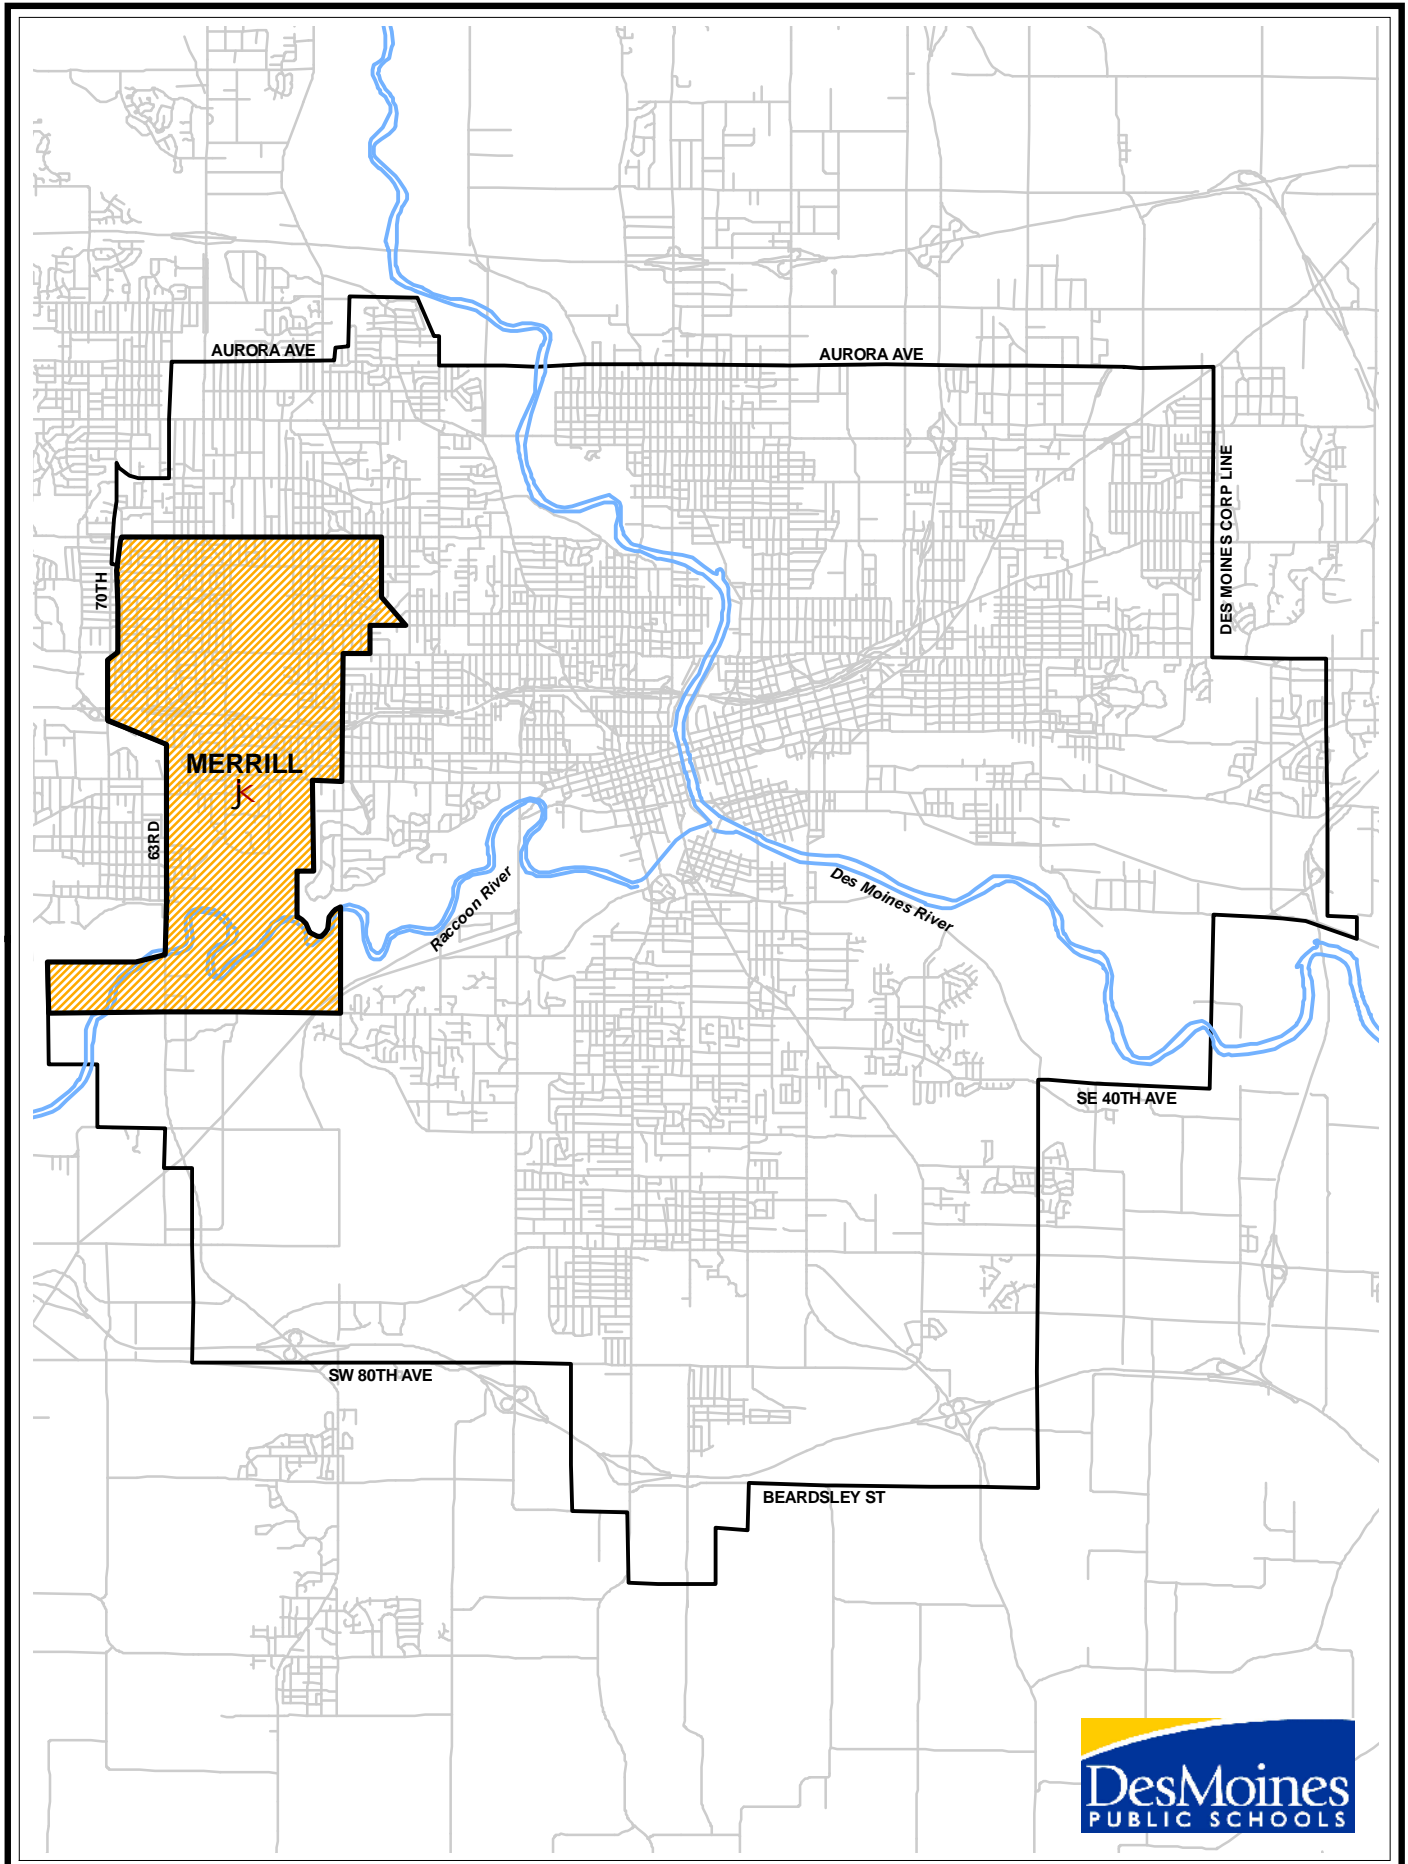 AURORA AVE
AURORA AVE
DES MOINES CORP LINE
70TH
MERRILL
63RD
Raccoon River
Des Moines River
SE 40TH AVE
SW 80TH AVE
BEARDSLEY ST
DesMoines
PUBLIC SCHOOLS